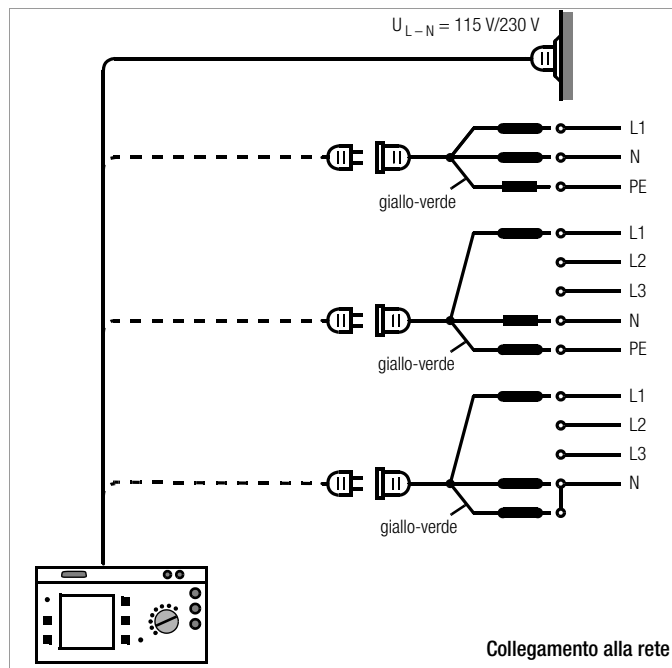 U L – N = 115 V/230 V
L1
N
PE
giallo-verde
L1
L2
L3
N
PE
giallo-verde
L1
L2
L3
N
giallo-verde
Collegamento alla rete